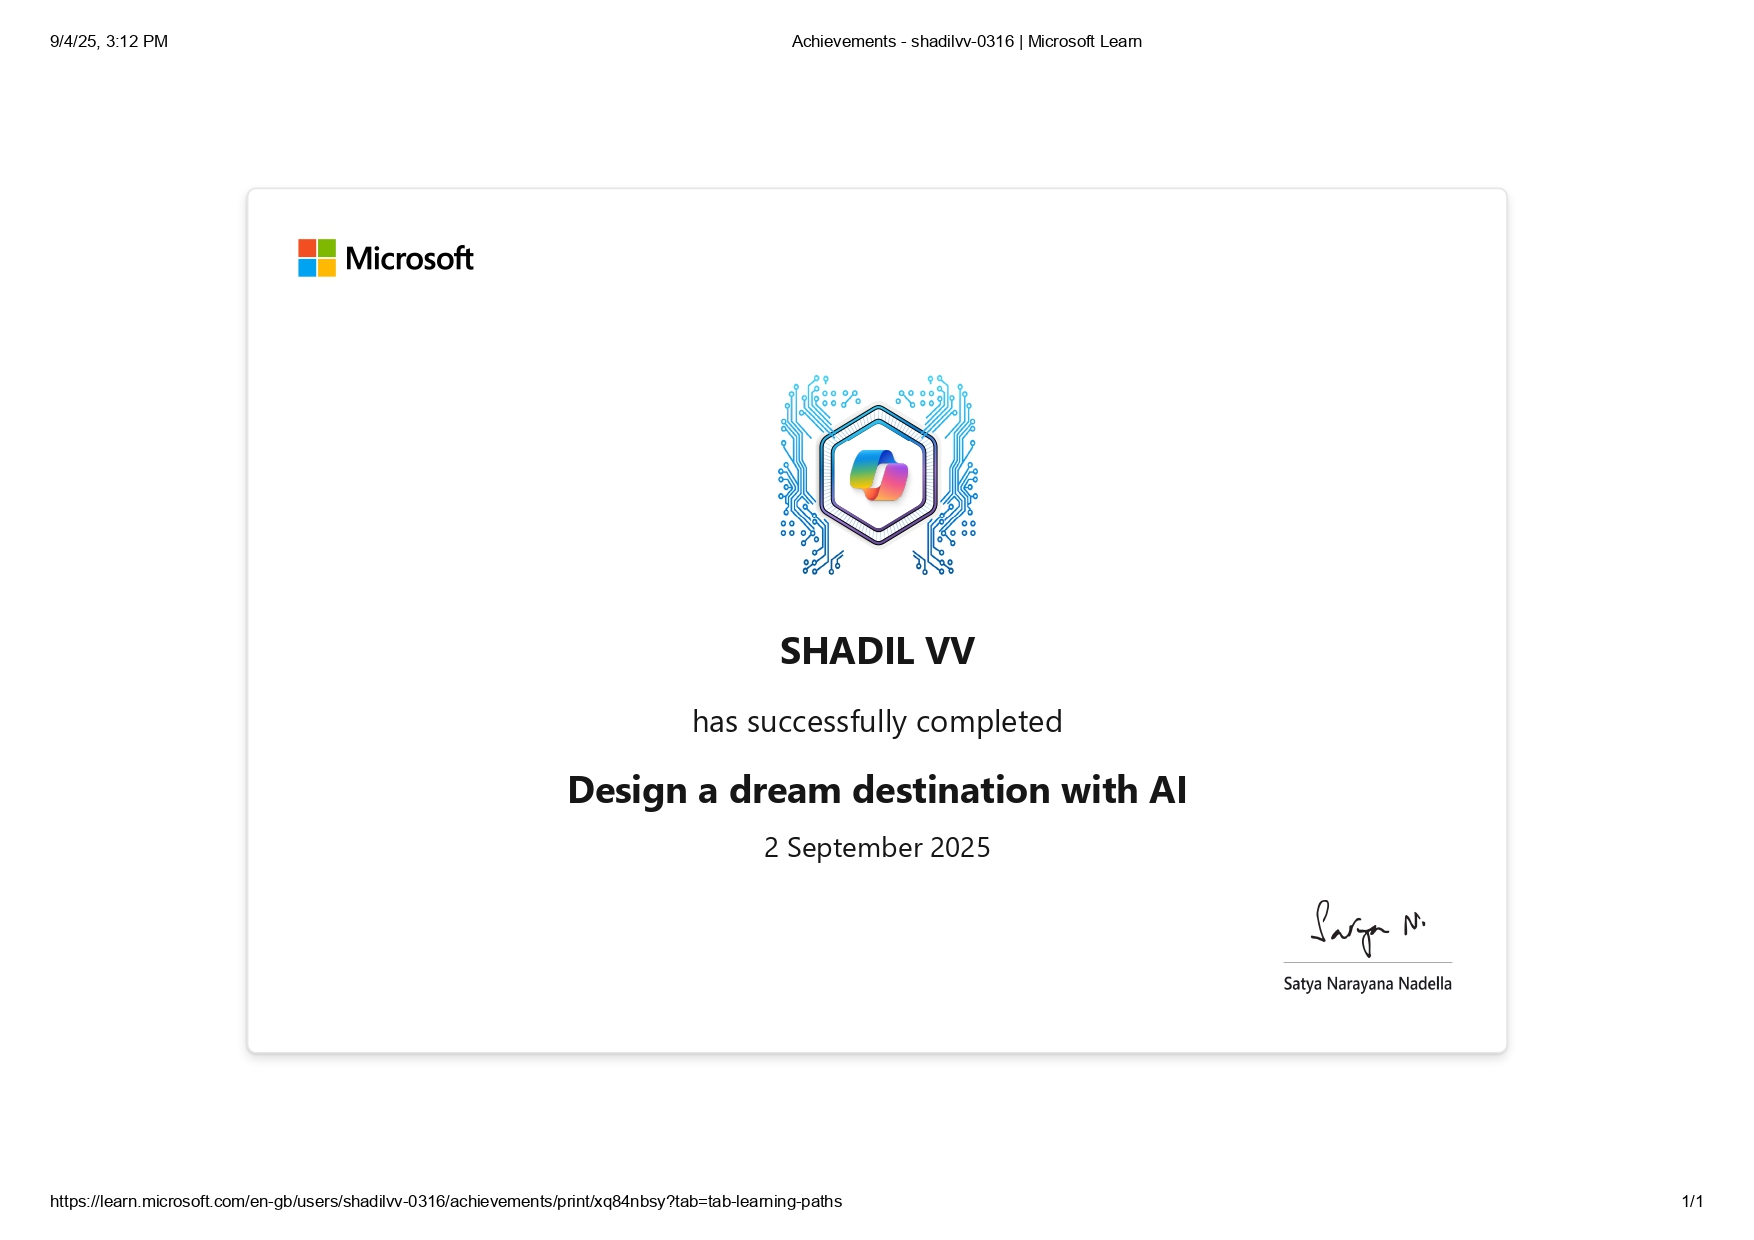 9/4/25, 3:12 PM
Achievements - shadilvv-0316 | Microsoft Learn
Microsoft
SHADIL VV
has successfully completed
Design a dream destination with AI
2 September 2025
Satya N.
Satya Narayana Nadella
https://learn.microsoft.com/en-gb/users/shadilvv-0316/achievements/print/xq84nbsy?tab=tab-learning-paths
1/1